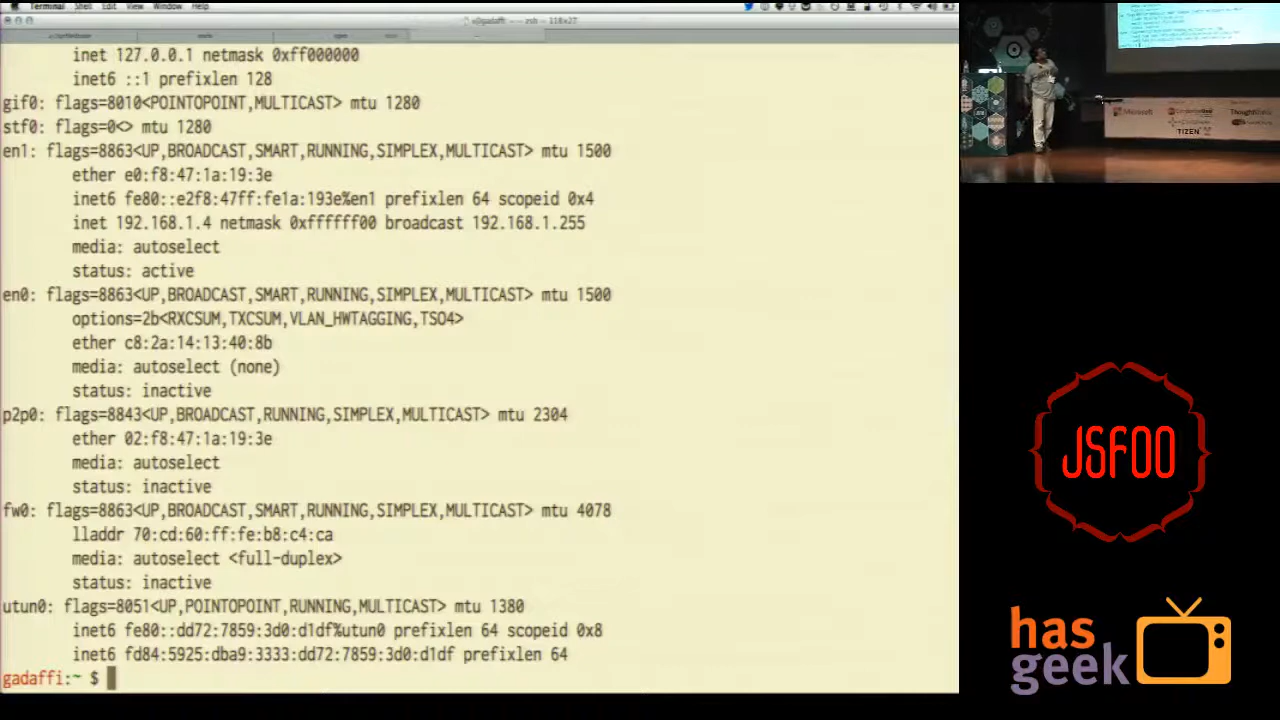 Terminal Shell Edit View Window Help
inet 127.0.0.1 netmask 0xff000000
inet6 ::1 prefixlen 128
gif0: flags=8010<POINTOPOINT,MULTICAST> mtu 1280
stf0: flags=0<> mtu 1280
en1: flags=8863<UP,BROADCAST,SMART,RUNNING,SIMPLEX,MULTICAST> mtu 1500
ether e0:f8:47:1a:19:3e
inet6 fe80::e2f8:47ff:fe1a:193e%en1 prefixlen 64 scopeid 0x4
inet 192.168.1.4 netmask 0xffffff00 broadcast 192.168.1.255
media: autoselect
status: active
en0: flags=8863<UP,BROADCAST,SMART,RUNNING,SIMPLEX,MULTICAST> mtu 1500
options=2b<RXCSUM,TXCSUM,VLAN_HWTAGGING,TSO4>
ether c8:2a:14:13:40:8b
media: autoselect (none)
status: inactive
p2p0: flags=8843<UP,BROADCAST,RUNNING,SIMPLEX,MULTICAST> mtu 2304
ether 02:f8:47:1a:19:3e
media: autoselect
status: inactive
fw0: flags=8863<UP,BROADCAST,SMART,RUNNING,SIMPLEX,MULTICAST> mtu 4078
lladdr 70:cd:60:ff:fe:b8:c4:ca
media: autoselect <full-duplex>
status: inactive
utun0: flags=8051<UP,POINTOPOINT,RUNNING,MULTICAST> mtu 1380
inet6 fe80::dd72:7859:3d0:d1df%utun0 prefixlen 64 scopeid 0x8
inet6 fd84:5925:dba9:3333:dd72:7859:3d0:d1df prefixlen 64
gadaffi:~ $
Microsoft
ThoughtWorks
TIZEN
JSFOO
has
geek